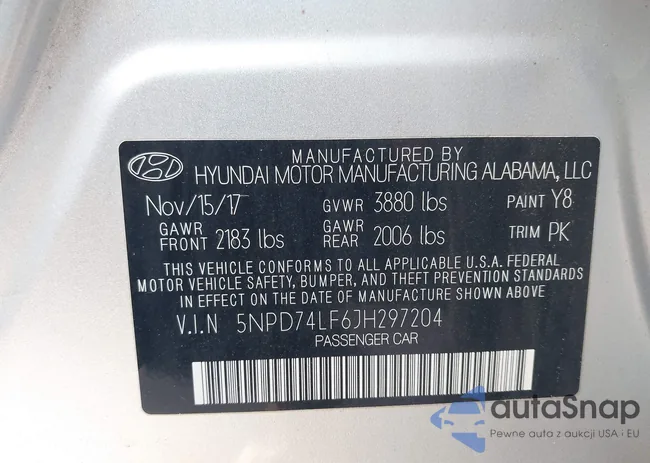 MANUFACTURED BY
HYUNDAI MOTOR MANUFACTURING ALABAMA, LLC
Nov/15/17 GVWR 3880 lbs PAINT Y8
GAWR FRONT 2183 lbs GAWR REAR 2006 lbs TRIM PK
THIS VEHICLE CONFORMS TO ALL APPLICABLE U.S.A. FEDERAL
MOTOR VEHICLE SAFETY, BUMPER, AND THEFT PREVENTION STANDARDS
IN EFFECT ON THE DATE OF MANUFACTURE SHOWN ABOVE.
V.I.N 5NPD74LF6JH297204
PASSENGER CAR
autaSnap
Pewne auta z aukcji USA i EU